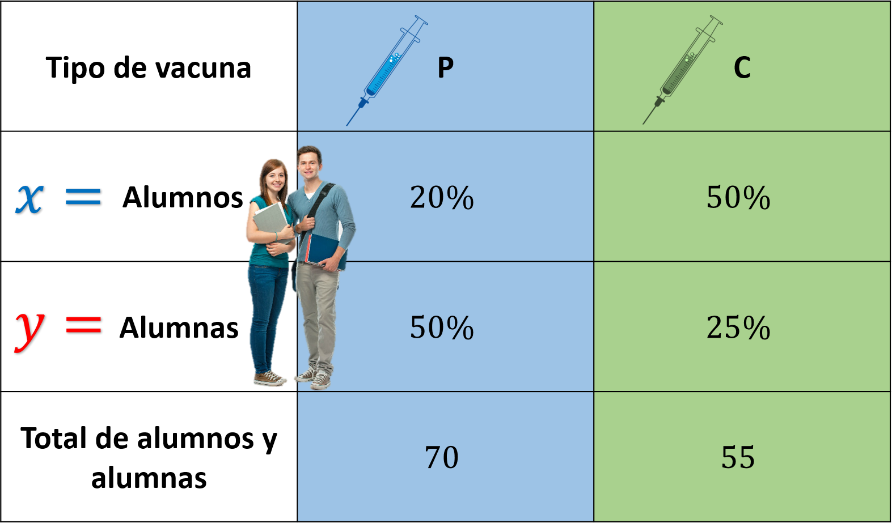 Tipo de vacuna P C
x = Alumnos 20% 50%
y = Alumnas 50% 25%
Total de alumnos y
alumnas 70 55